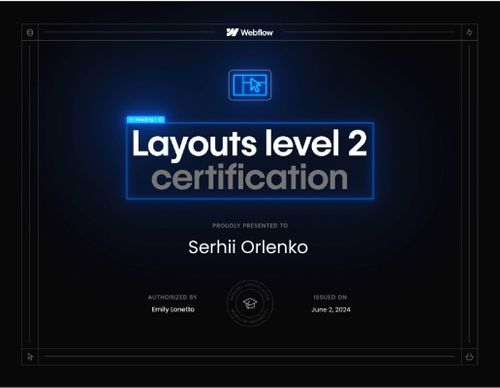 Webflow
H1 Heading 1
Layouts level 2
certification
PROUDLY PRESENTED TO
Serhii Orlenko
AUTHORIZED BY
Emily Lonetto
ISSUED ON
June 2, 2024